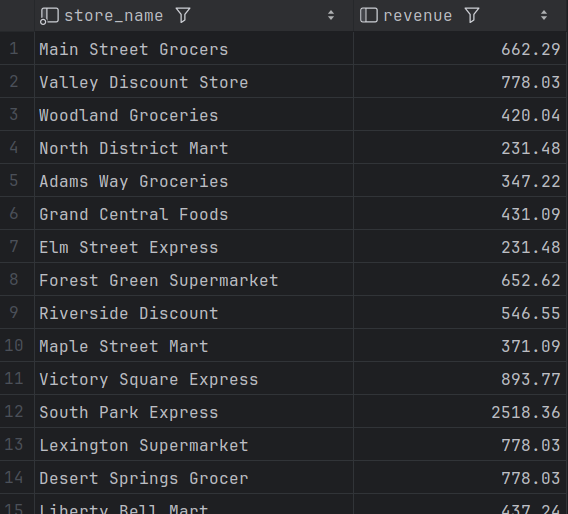 store_name revenue
1 Main Street Grocers 662.29
2 Valley Discount Store 778.03
3 Woodland Groceries 420.04
4 North District Mart 231.48
5 Adams Way Groceries 347.22
6 Grand Central Foods 431.09
7 Elm Street Express 231.48
8 Forest Green Supermarket 652.62
9 Riverside Discount 546.55
10 Maple Street Mart 371.09
11 Victory Square Express 893.77
12 South Park Express 2518.36
13 Lexington Supermarket 778.03
14 Desert Springs Grocer 778.03
15 Liberty Bell Mart 437.24